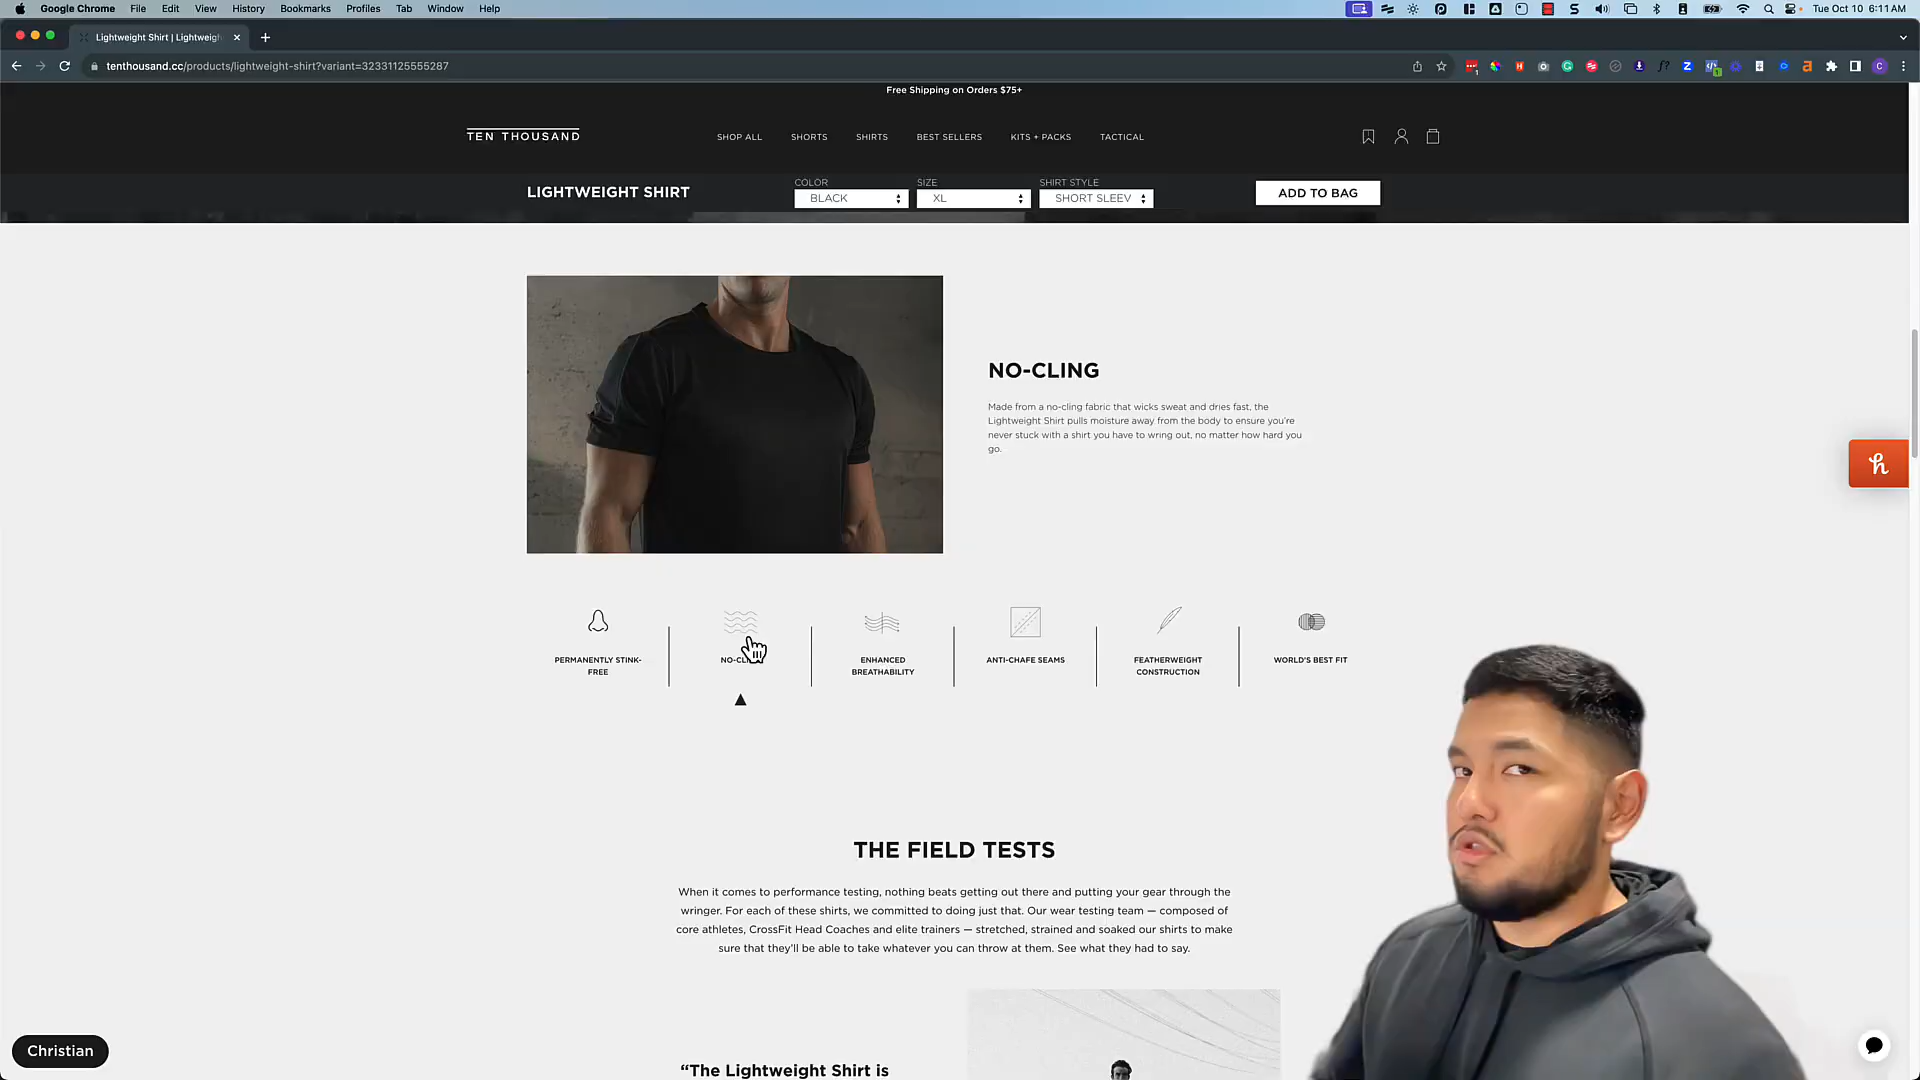 Google Chrome File Edit View History Bookmarks Profiles Tab Window Help Tue Oct 10 6:11 AM
Lightweight Shirt | Lightweigh
tenthousand.cc/products/lightweight-shirt?variant=32331125555287
Free Shipping on Orders $75+
TEN THOUSAND SHOP ALL SHORTS SHIRTS BEST SELLERS KITS + PACKS TACTICAL
COLOR SIZE SHIRT STYLE
LIGHTWEIGHT SHIRT BLACK XL SHORT SLEEV ADD TO BAG
NO-CLING
Made from a no-cling fabric that wicks sweat and dries fast, the
Lightweight Shirt pulls moisture away from the body to ensure you're
never stuck with a shirt you have to wring out, no matter how hard you
go.
PERMANENTLY STINK-
FREE
ENHANCED
BREATHABILITY
ANTI-CHAFE SEAMS
FEATHERWEIGHT
CONSTRUCTION
WORLD'S BEST FIT
THE FIELD TESTS
When it comes to performance testing, nothing beats getting out there and putting your gear through the
wringer. For each of these shirts, we committed to doing just that. Our wear testing team — composed of
core athletes, CrossFit Head Coaches and elite trainers — stretched, strained and soaked our shirts to make
sure that they'll be able to take whatever you can throw at them. See what they had to say.
“The Lightweight Shirt is
Christian